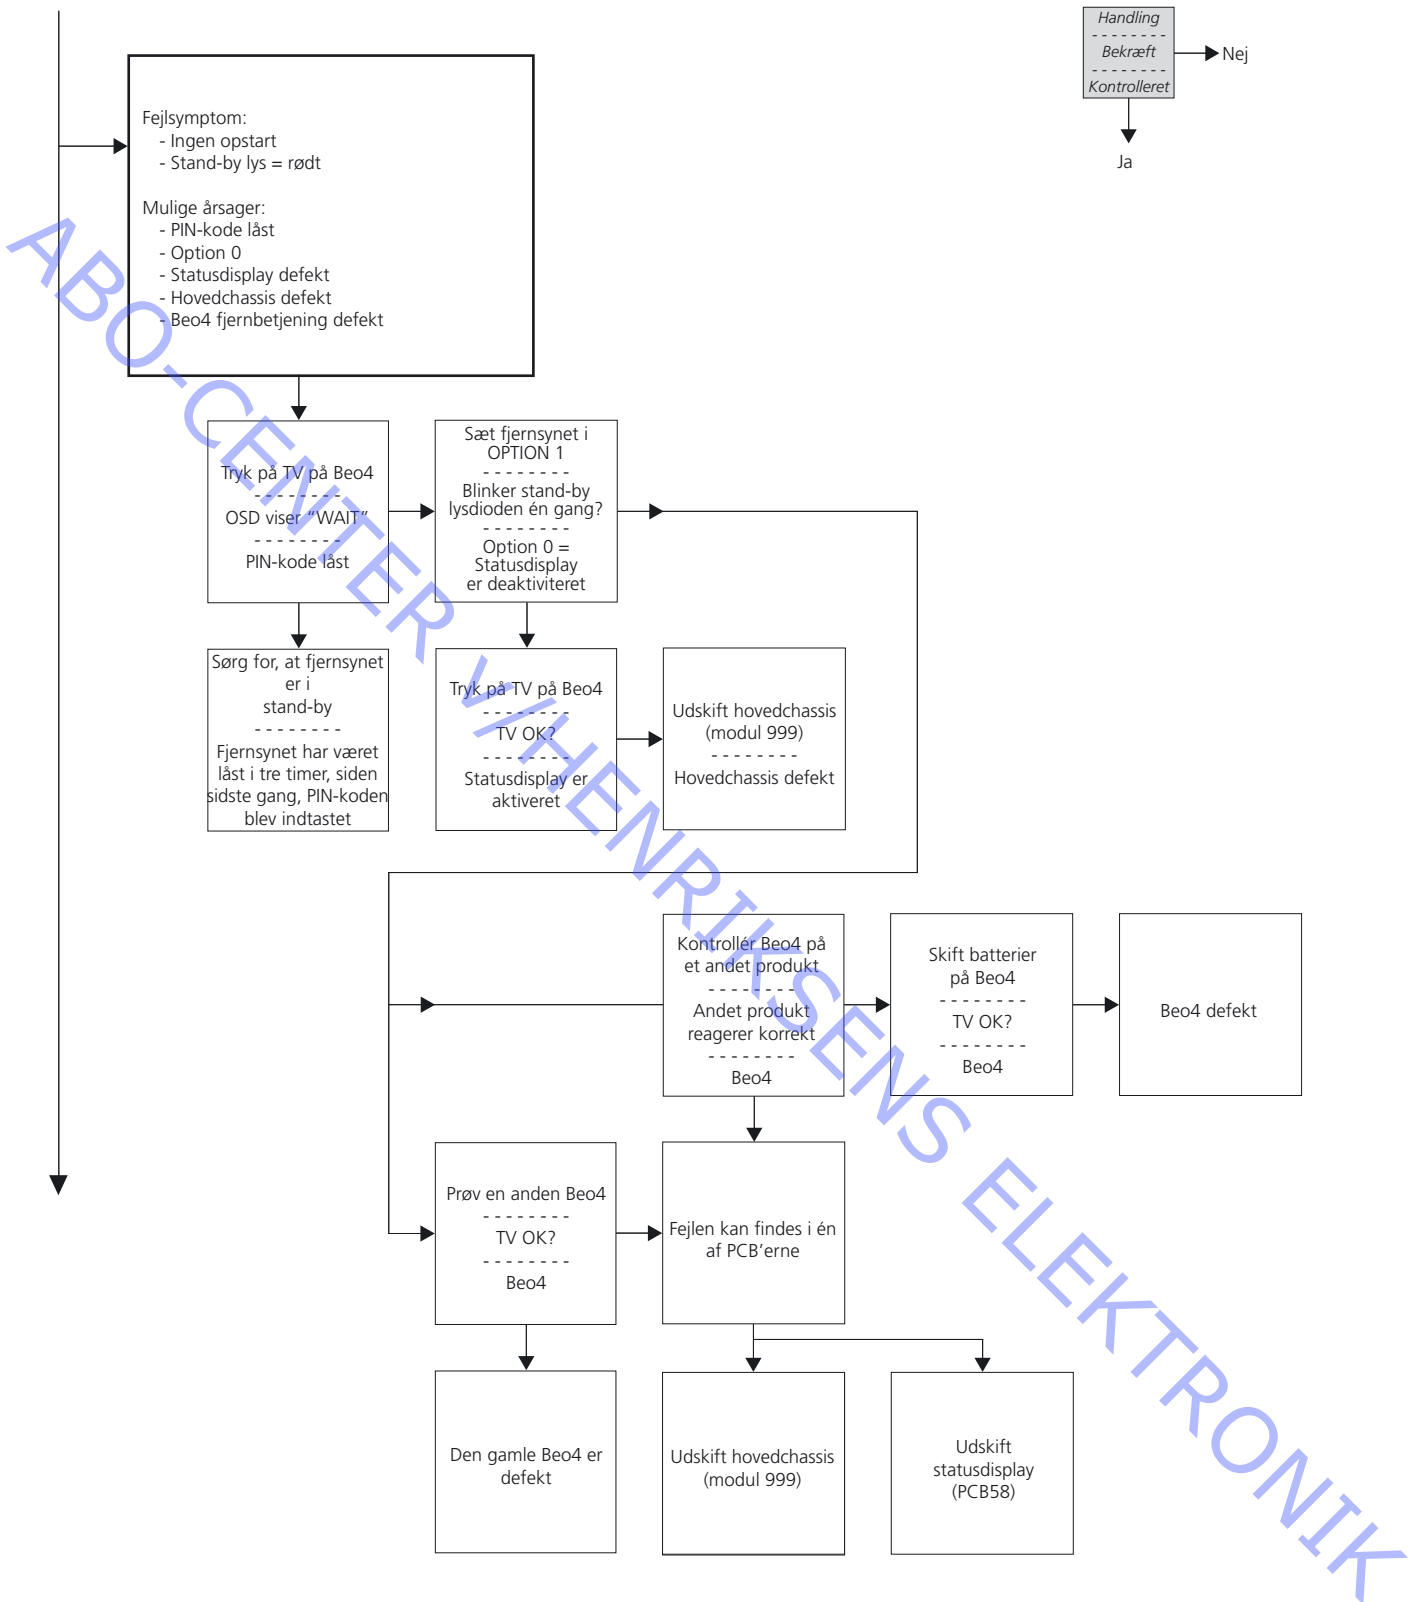 Handling
- - - - - - - -
Bekræft
- - - - - - - -
Kontrolleret
Nej
Ja
Fejlsymptom:
- Ingen opstart
- Stand-by lys = rødt
Mulige årsager:
- PIN-kode låst
- Option 0
- Statusdisplay defekt
- Hovedchassis defekt
- Beo4 fjernbetjening defekt
Tryk på TV på Beo4
- - - - - - - -
OSD viser “WAIT”
- - - - - - - -
PIN-kode låst
Sæt fjernsynet i
OPTION 1
- - - - - - - -
Blinker stand-by
lysdioden én gang?
- - - - - - - -
Option 0 =
Statusdisplay
er deaktiviteret
Sørg for, at fjernsynet
er i
stand-by
- - - - - - - -
Fjernsynet har været
låst i tre timer, siden
sidste gang, PIN-koden
blev indtastet
Tryk på TV på Beo4
- - - - - - - -
TV OK?
- - - - - - - -
Statusdisplay er
aktiveret
Udskift hovedchassis
(modul 999)
- - - - - - - -
Hovedchassis defekt
Kontrollér Beo4 på
et andet produkt
- - - - - - - -
Andet produkt
reagerer korrekt
- - - - - - - -
Beo4
Skift batterier
på Beo4
- - - - - - - -
TV OK?
- - - - - - - -
Beo4
Beo4 defekt
Prøv en anden Beo4
- - - - - - - -
TV OK?
- - - - - - - -
Beo4
Fejlen kan findes i én
af PCB’erne
Den gamle Beo4 er
defekt
Udskift hovedchassis
(modul 999)
Udskift
statusdisplay
(PCB58)
ABO-CENTER v/HENRIKSENS ELEKTRONIK